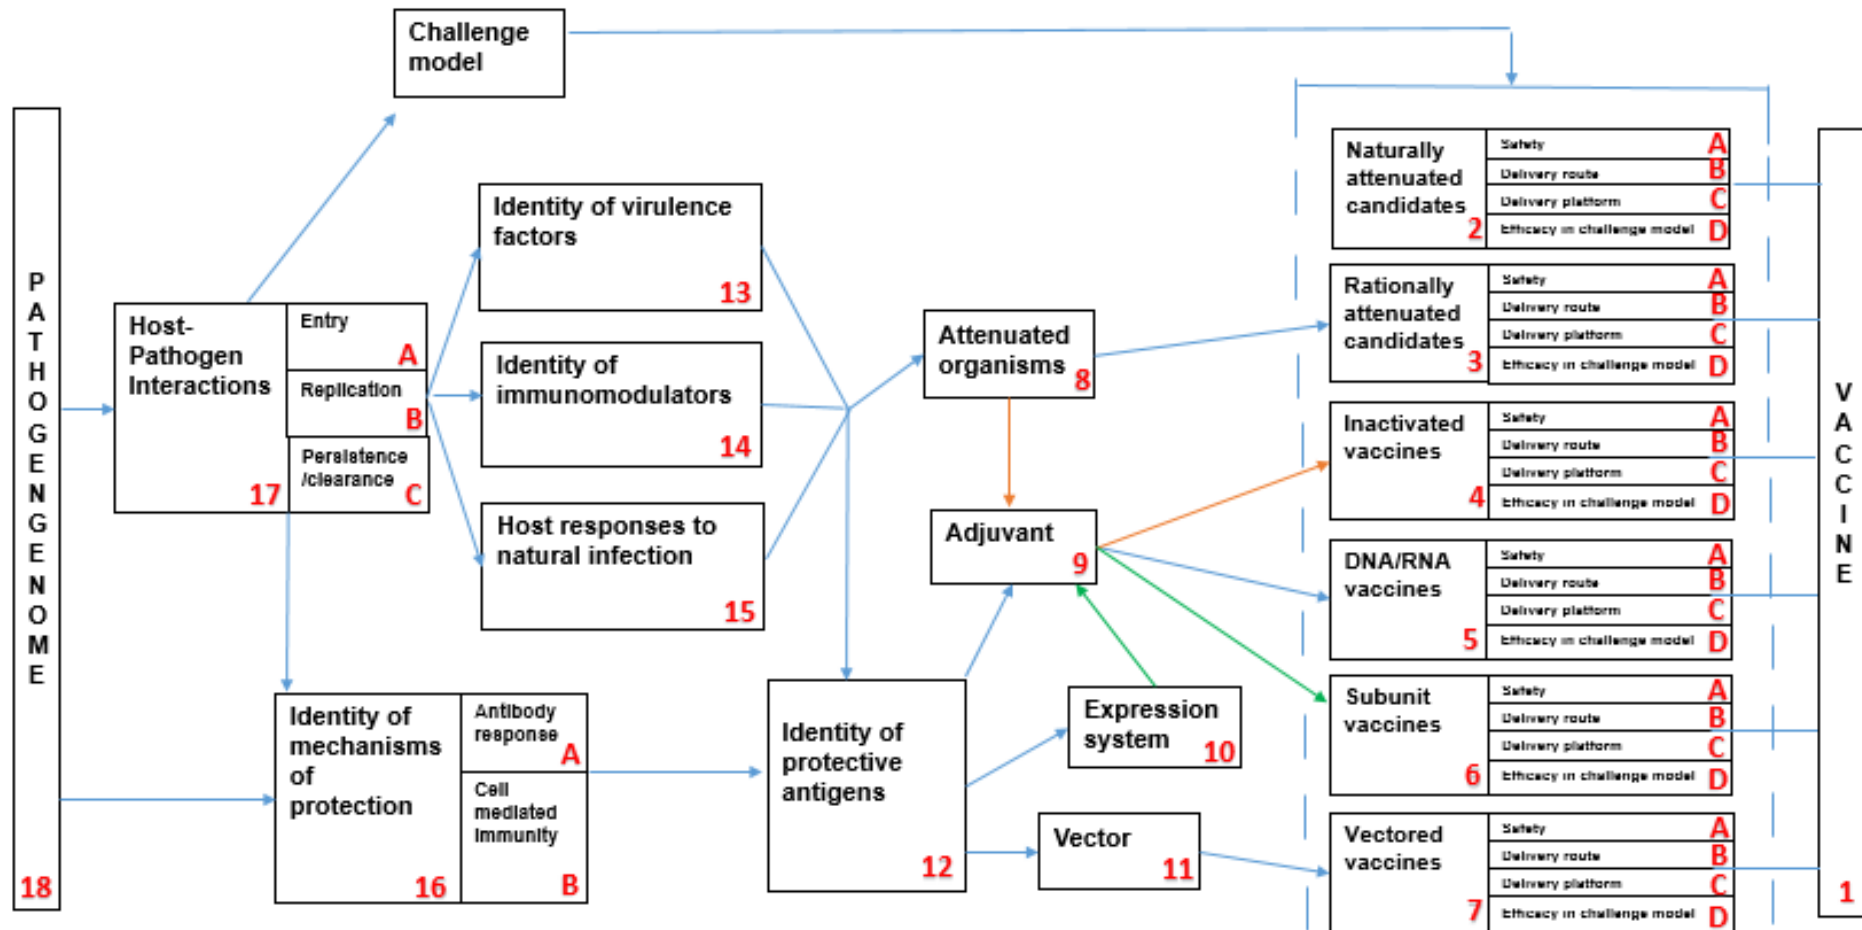 Challenge
model
PATHOGEN GENOME
18
Host-
Pathogen
Interactions
17
Entry
A
Replication
B
Persistence
/clearance
C
Identity of virulence
factors
13
Identity of
immunomodulators
14
Host responses to
natural infection
15
Identity of
mechanisms
of
protection
16
Antibody
response
A
Cell
mediated
immunity
B
Identity of
protective
antigens
12
Attenuated
organisms
8
Adjuvant
9
Expression
system
10
Vector
11
Naturally
attenuated
candidates
2
Safety A
Delivery route B
Delivery platform C
Efficacy in challenge model D
Rationally
attenuated
candidates
3
Safety A
Delivery route B
Delivery platform C
Efficacy in challenge model D
Inactivated
vaccines
4
Safety A
Delivery route B
Delivery platform C
Efficacy in challenge model D
DNA/RNA
vaccines
5
Safety A
Delivery route B
Delivery platform C
Efficacy in challenge model D
Subunit
vaccines
6
Safety A
Delivery route B
Delivery platform C
Efficacy in challenge model D
Vectored
vaccines
7
Safety A
Delivery route B
Delivery platform C
Efficacy in challenge model D
VACCINE
1